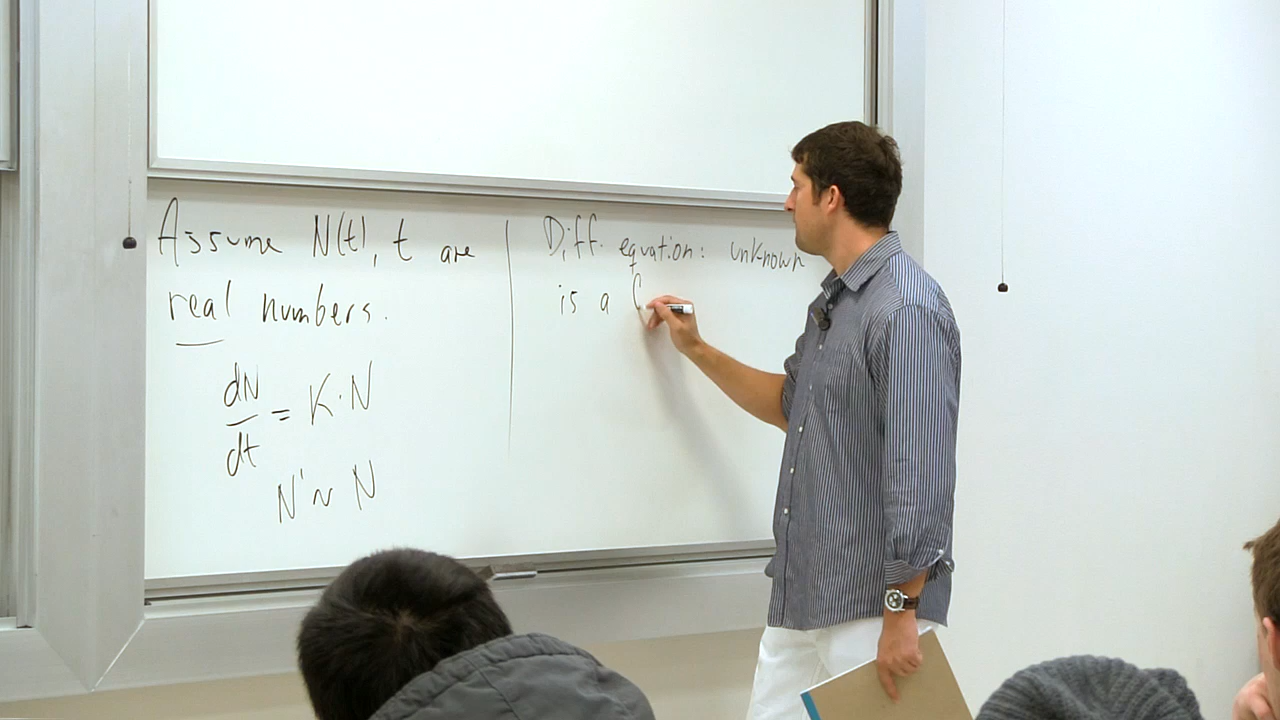 Assume N(t), t are
real numbers.
dN
dt
= K · N
N' ~ N
Diff. equation: unknown
is a